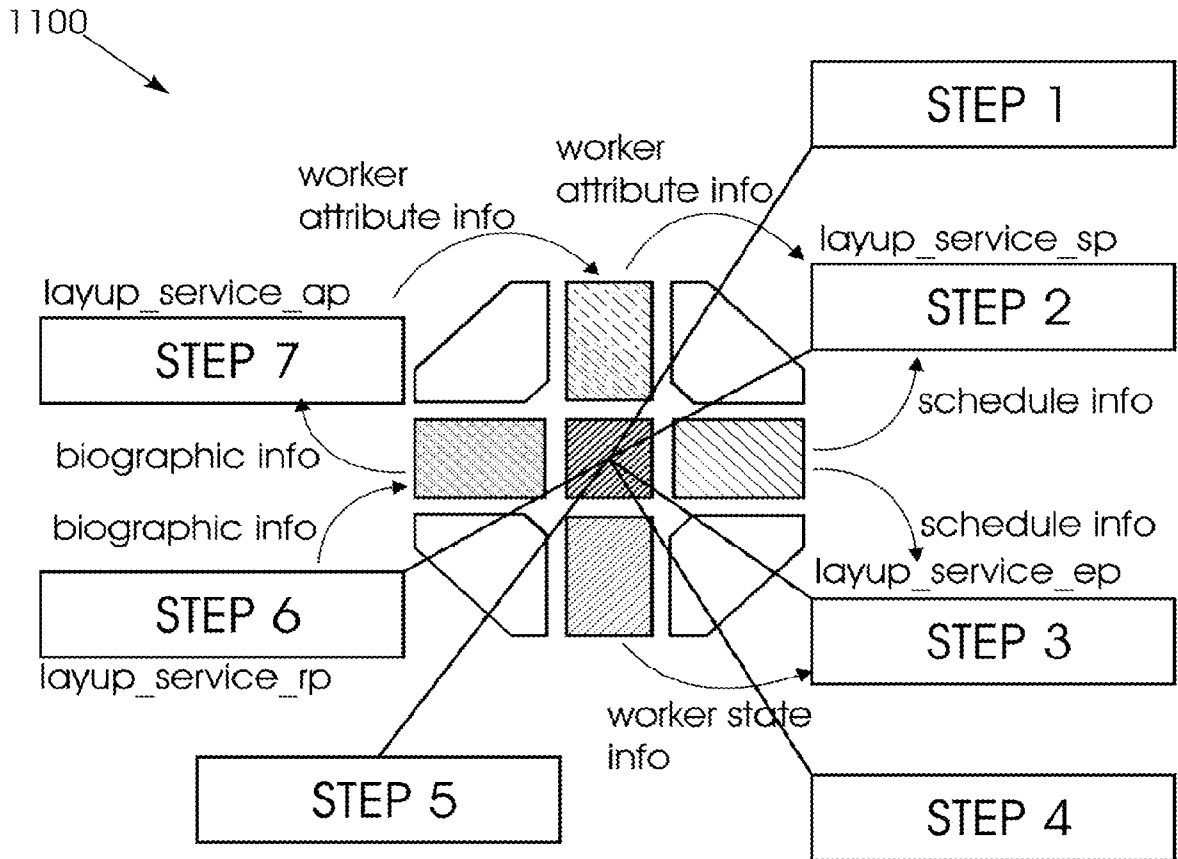 1100
STEP 1
worker
attribute info
worker
attribute info
layup_service_sp
layup_service_ap
STEP 2
STEP 7
schedule info
biographic info
biographic info
schedule info
layup_service_ep
STEP 6
STEP 3
layup_service_rp
worker state
info
STEP 5
STEP 4